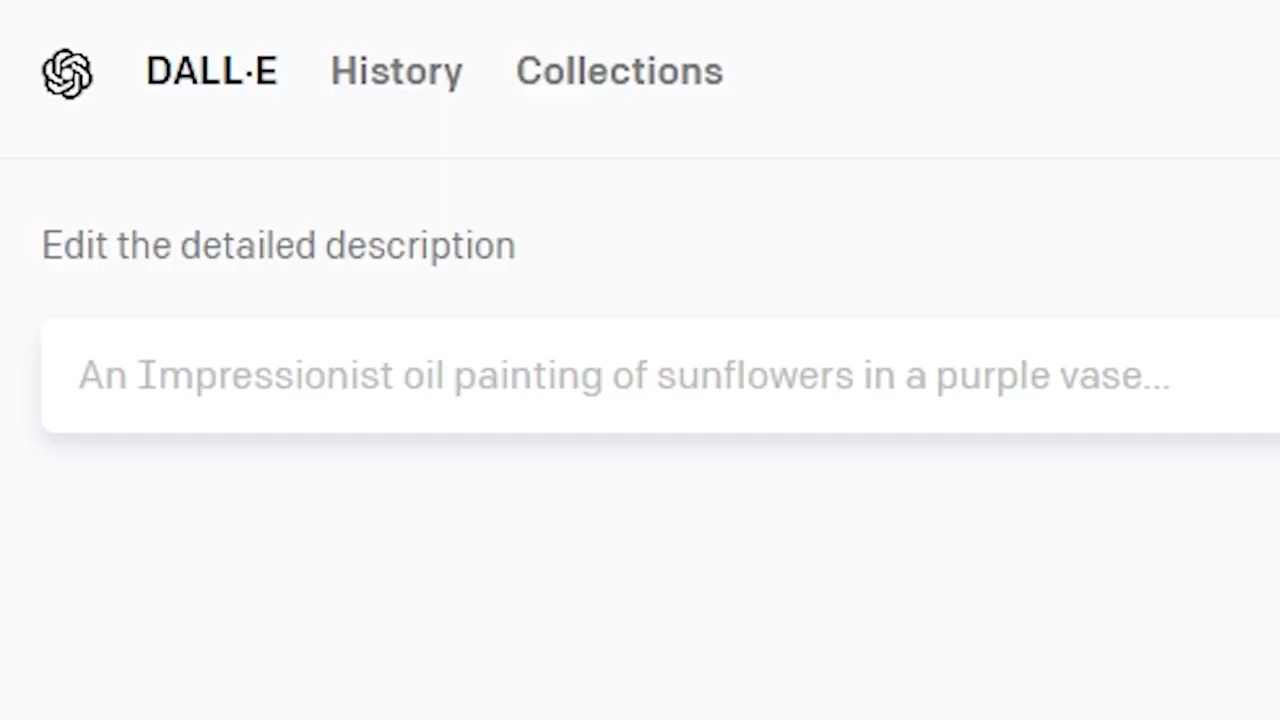 DALL·E History Collections
Edit the detailed description
An Impressionist oil painting of sunflowers in a purple vase...